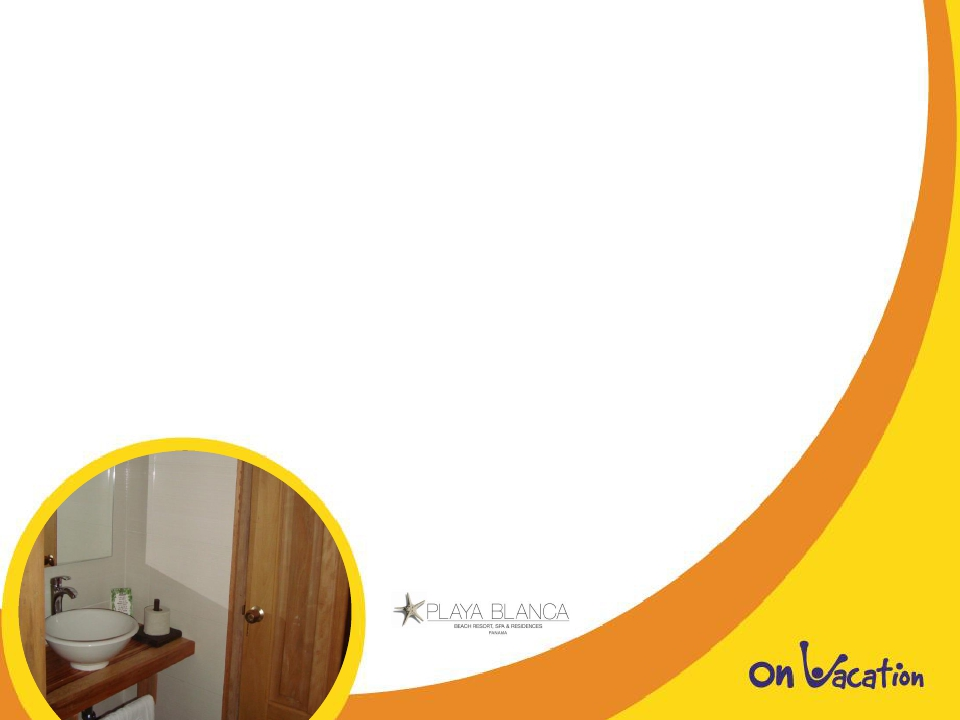 PLAYA BLANCA
BEACH RESORT, SPA & RESIDENCES
PANAMA
On Vacation